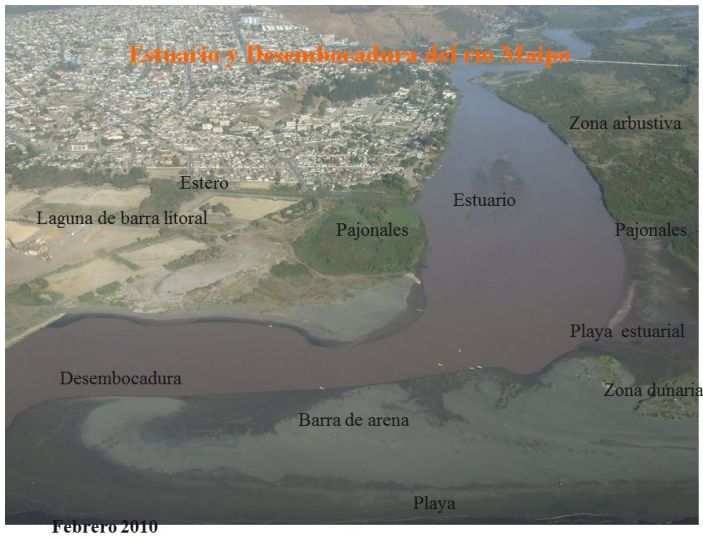 Estuario y Desembocadura del río Maipo
Zona arbustiva
Estero
Estuario
Laguna de barra litoral
Pajonales
Pajonales
Playa estuarial
Desembocadura
Zona dunaria
Barra de arena
Playa
Febrero 2010